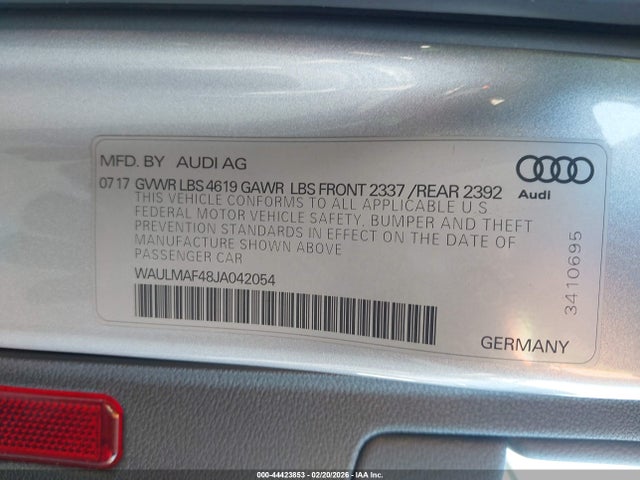 MFD. BY AUDI AG
0717 GVWR LBS 4619 GAWR LBS FRONT 2337 /REAR 2392
THIS VEHICLE CONFORMS TO ALL APPLICABLE U S
FEDERAL MOTOR VEHICLE SAFETY, BUMPER AND THEFT
PREVENTION STANDARDS IN EFFECT ON THE DATE OF
MANUFACTURE SHOWN ABOVE
PASSENGER CAR
WAULMAF48JA042054
Audi
3410695
GERMANY
000-44423853 - 02/20/2026 - IAA Inc.